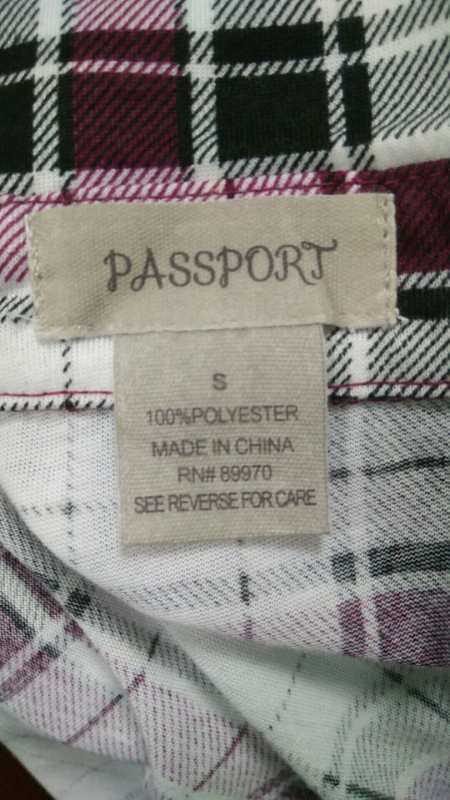 PASSPORT
S
100%POLYESTER
MADE IN CHINA
RN# 89970
SEE REVERSE FOR CARE